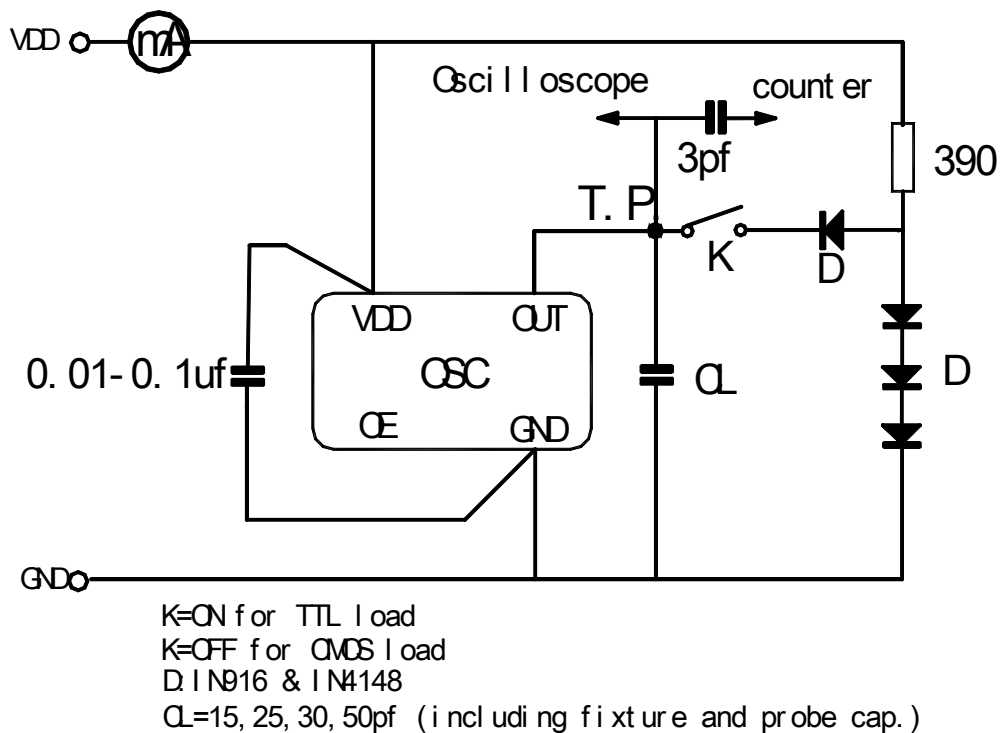 VDD
mA
Oscilloscope
counter
3pf
390
T.P
K
D
VDD
OUT
0.01-0.1uf
OSC
CL
D
OE
GND
GND
K=ON for TTL load
K=OFF for CMOS load
D:IN916 & IN4148
CL=15,25,30,50pf (including fixture and probe cap.)